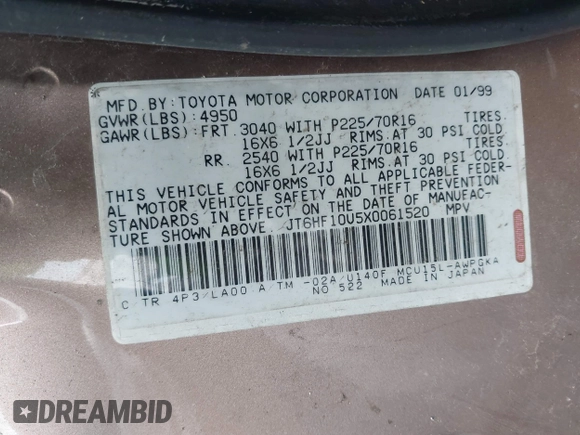 MFD.BY:TOYOTA MOTOR CORPORATION DATE 01/99
GVWR(LBS):4950
GAWR(LBS):FRT.3040 WITH P225/70R16 TIRES.
16X6 1/2JJ RIMS.AT 30 PSI COLD
RR. 2540 WITH P225/70R16 TIRES.
16X6 1/2JJ RIMS.AT 30 PSI COLD
THIS VEHICLE CONFORMS TO ALL APPLICABLE FEDER-
AL MOTOR VEHICLE SAFETY AND THEFT PREVENTION
STANDARDS IN EFFECT ON THE DATE OF MANUFAC-
TURE SHOWN ABOVE. JT6HF10U5X0061520 MPV
C TR 4P3/LA00 A TM -02A/U140F MCU15L-AWPGKA
NO 522 MADE IN JAPAN
DREAMBID